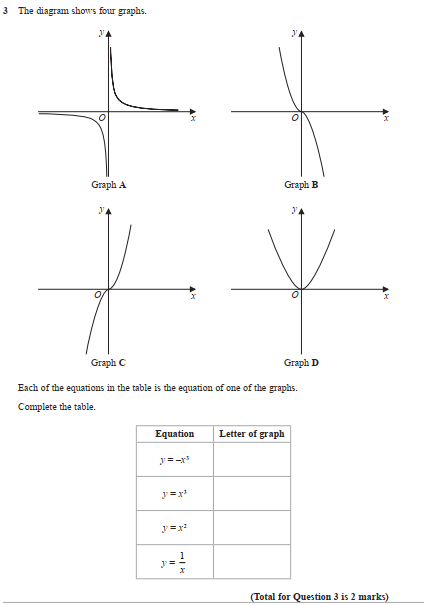 3 The diagram shows four graphs.
y y
O x O x
Graph A Graph B
y y
O x O x
Graph C Graph D
Each of the equations in the table is the equation of one of the graphs.
Complete the table.
Equation Letter of graph
y = –x³
y = x³
y = x²
y = 1/x
(Total for Question 3 is 2 marks)